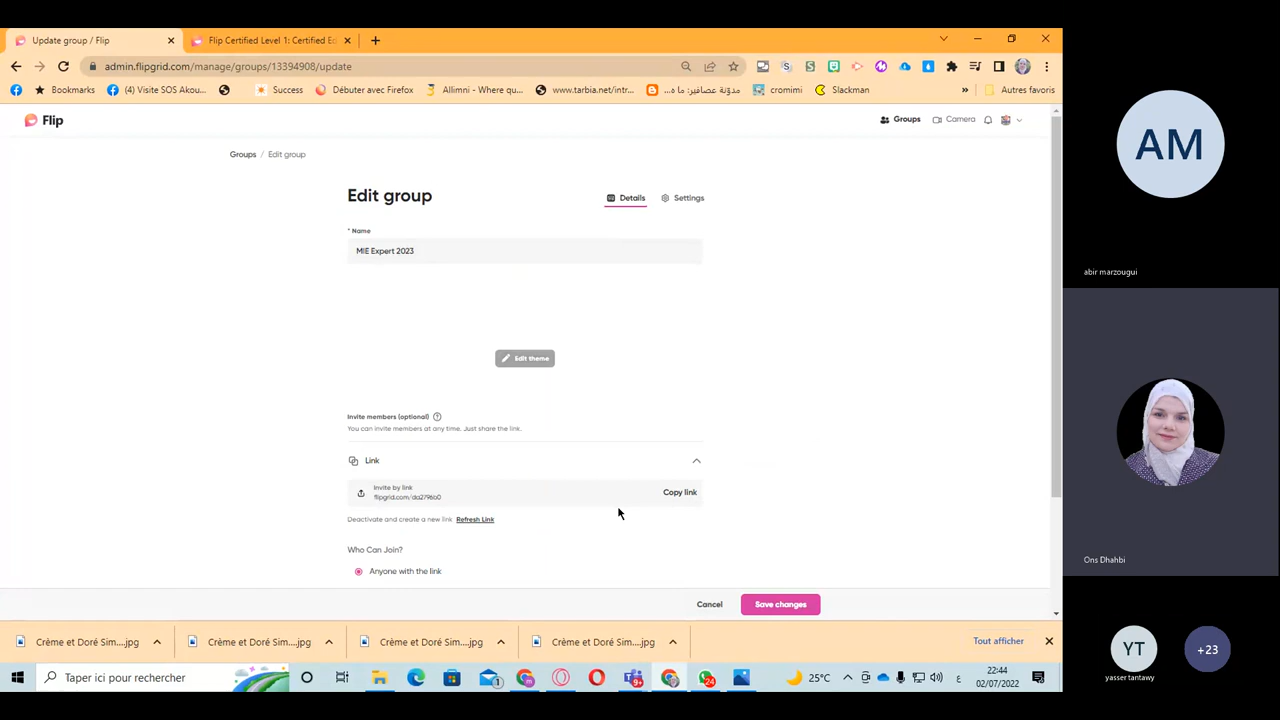 Update group / Flip
Flip Certified Level 1: Certified Ed
admin.flipgrid.com/manage/groups/13394908/update
Bookmarks
(4) Visite SOS Akou...
Success
Débuter avec Firefox
Allimni - Where qu...
www.tarbia.net/intr...
مدوّنة عصافير: ما ه...
cromimi
Slackman
»
Autres favoris
Flip
Groups
Camera
Groups / Edit group
Edit group
Details
Settings
* Name
MIE Expert 2023
Edit theme
Invite members (optional)
You can invite members at any time. Just share the link.
Link
Invite by link
flipgrid.com/da2796b0
Copy link
Deactivate and create a new link Refresh Link
Who Can Join?
Anyone with the link
Cancel
Save changes
Crème et Doré Sim....jpg
Crème et Doré Sim....jpg
Crème et Doré Sim....jpg
Crème et Doré Sim....jpg
Tout afficher
Taper ici pour rechercher
1
9+
24
25°C
ع
22:44
02/07/2022
AM
abir marzougui
Ons Dhahbi
YT
yasser tantawy
+23